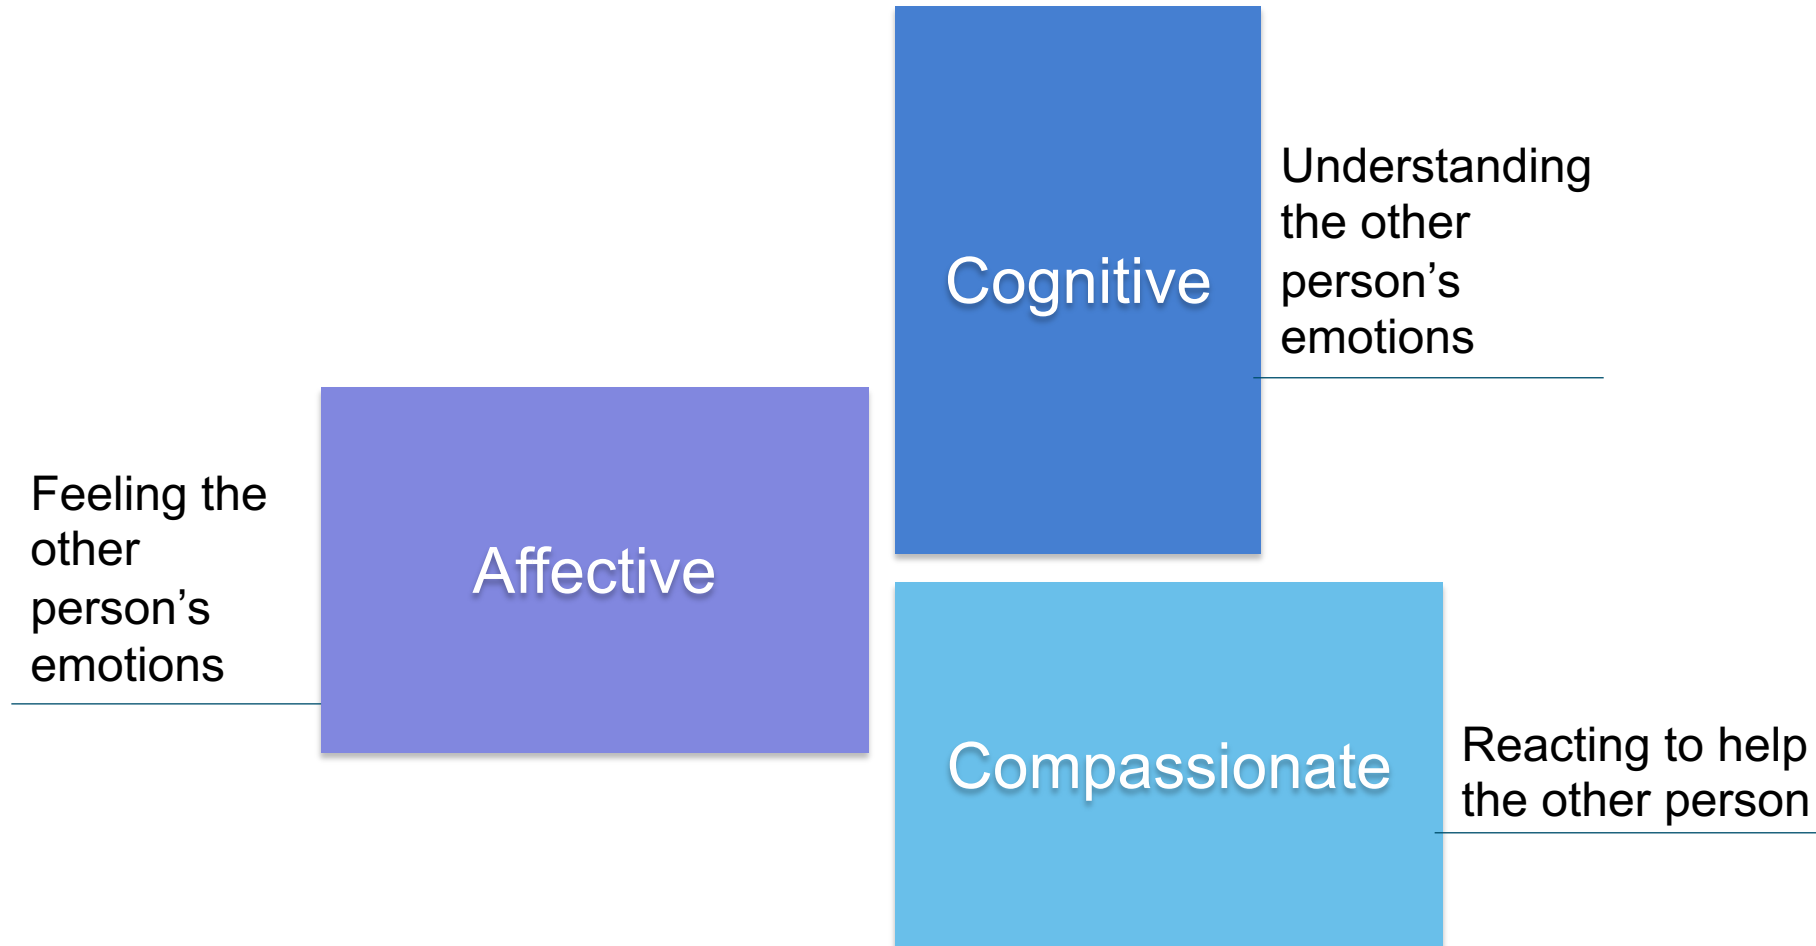 Cognitive
Understanding
the other
person’s
emotions
Feeling the
other
person’s
emotions
Affective
Compassionate
Reacting to help
the other person